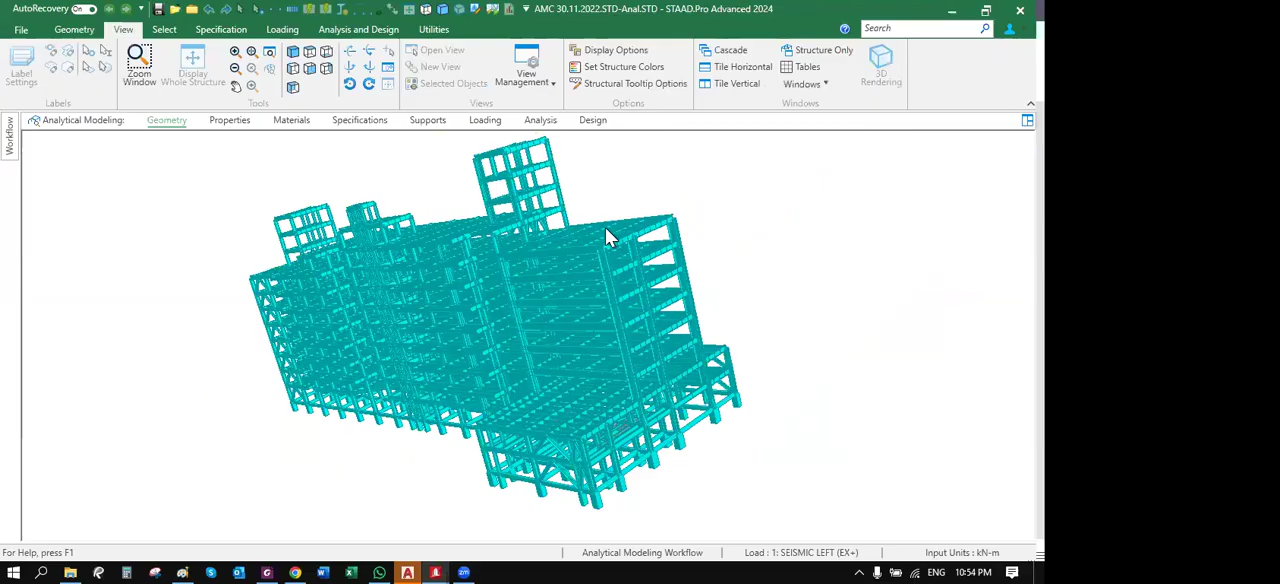 AutoRecovery On
AMC 30.11.2022.STD-Anal.STD - STAAD.Pro Advanced 2024
File Geometry View Select Specification Loading Analysis and Design Utilities Search
Label Settings
Zoom Window
Display Whole Structure
Open View
New View
Selected Objects
View Management
Display Options
Set Structure Colors
Structural Tooltip Options
Cascade
Tile Horizontal
Tile Vertical
Structure Only
Tables
Windows
3D Rendering
Labels Tools Views Options Windows
Workflow
Analytical Modeling: Geometry Properties Materials Specifications Supports Loading Analysis Design
For Help, press F1 Analytical Modeling Workflow Load : 1: SEISMIC LEFT (EX+) Input Units : kN-m
ENG 10:54 PM